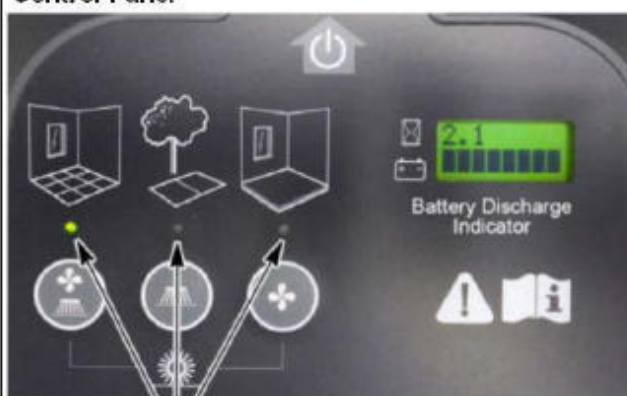 Control Panel
2.1
Battery Discharge
Indicator